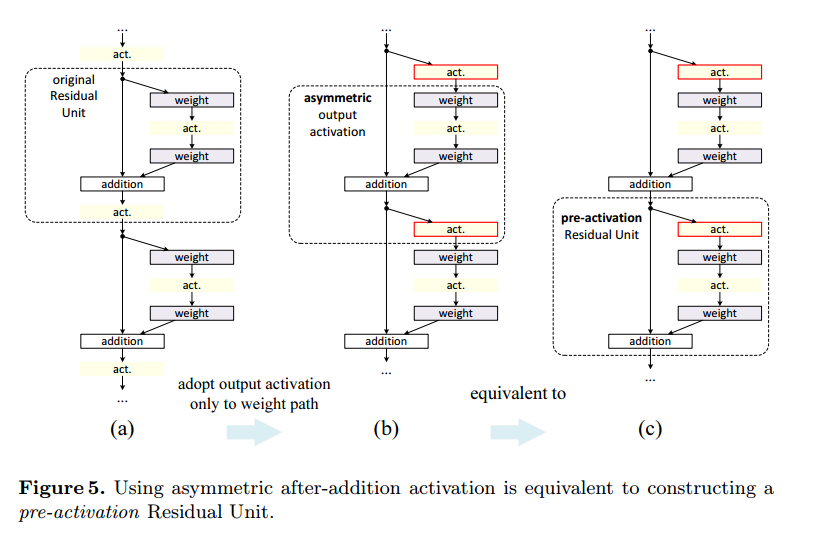 ...
act.
original
Residual
Unit
weight
act.
weight
addition
act.
weight
act.
weight
addition
act.
...
(a)
adopt output activation
only to weight path
...
act.
asymmetric
output
activation
weight
act.
weight
addition
act.
weight
act.
weight
addition
...
(b)
equivalent to
...
act.
weight
act.
weight
addition
pre-activation
Residual Unit
act.
weight
act.
weight
addition
...
(c)
Figure 5. Using asymmetric after-addition activation is equivalent to constructing a
pre-activation Residual Unit.